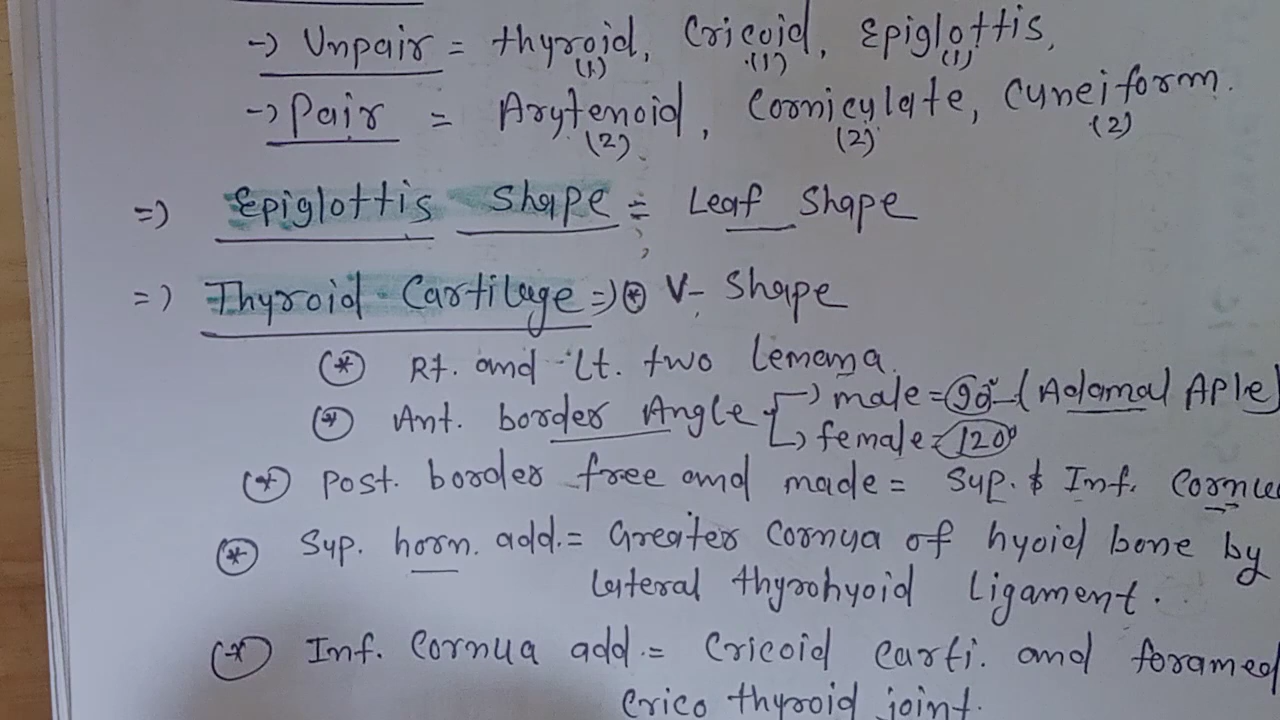 -> Unpair = thyroid, Cricoid, Epiglottis,
(1) (1) (1)
-> Pair = Arytenoid, Corniculate, Cuneiform.
(2) (2) (2)
=> Epiglottis Shape = Leaf Shape
=> Thyroid Cartilage => * V- Shape
* Rt. and Lt. two lemana
* Ant. border Angle -> male = 90° (Adamal Aple)
-> female = 120°
* Post. border free and made = Sup. & Inf. Cornue
* Sup. horn. add. = Greater Cornua of hyoid bone by
lateral thyrohyoid Ligament.
* Inf. Cornua add. = Cricoid carti. and foramed
crico thyroid joint.